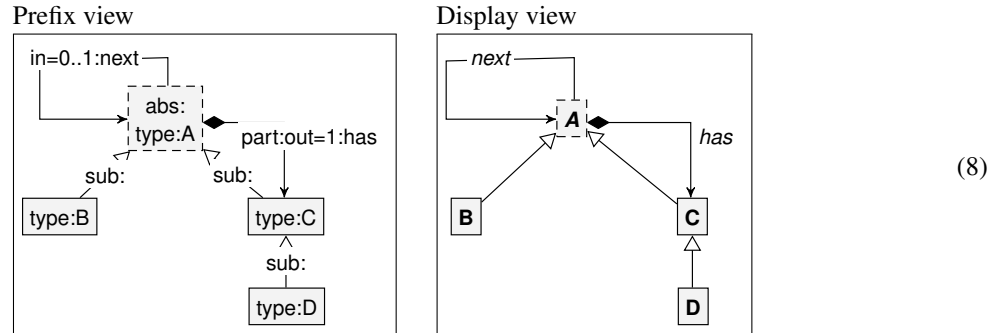 Prefix view
Display view
in=0..1:next
abs:
type:A
part:out=1:has
sub:
sub:
type:B
type:C
sub:
type:D
next
A
has
B
C
D
(8)